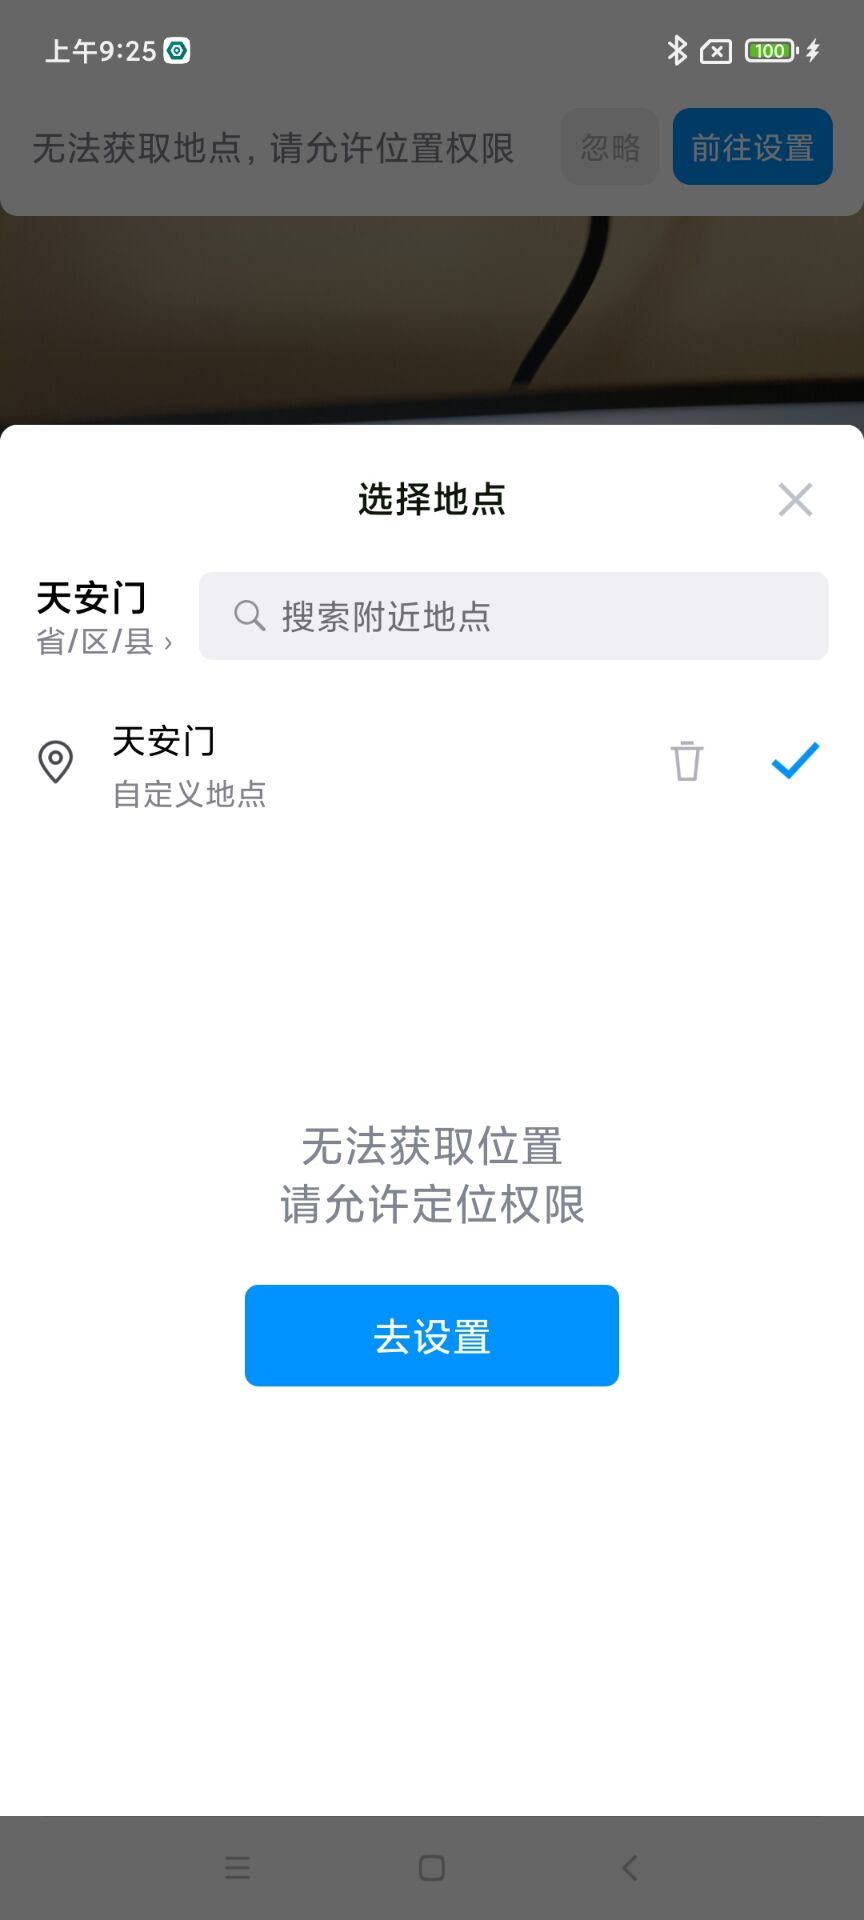 上午9:25
100
无法获取地点，请允许位置权限
忽略
前往设置
选择地点
天安门
省/区/县 ›
搜索附近地点
天安门
自定义地点
无法获取位置
请允许定位权限
去设置